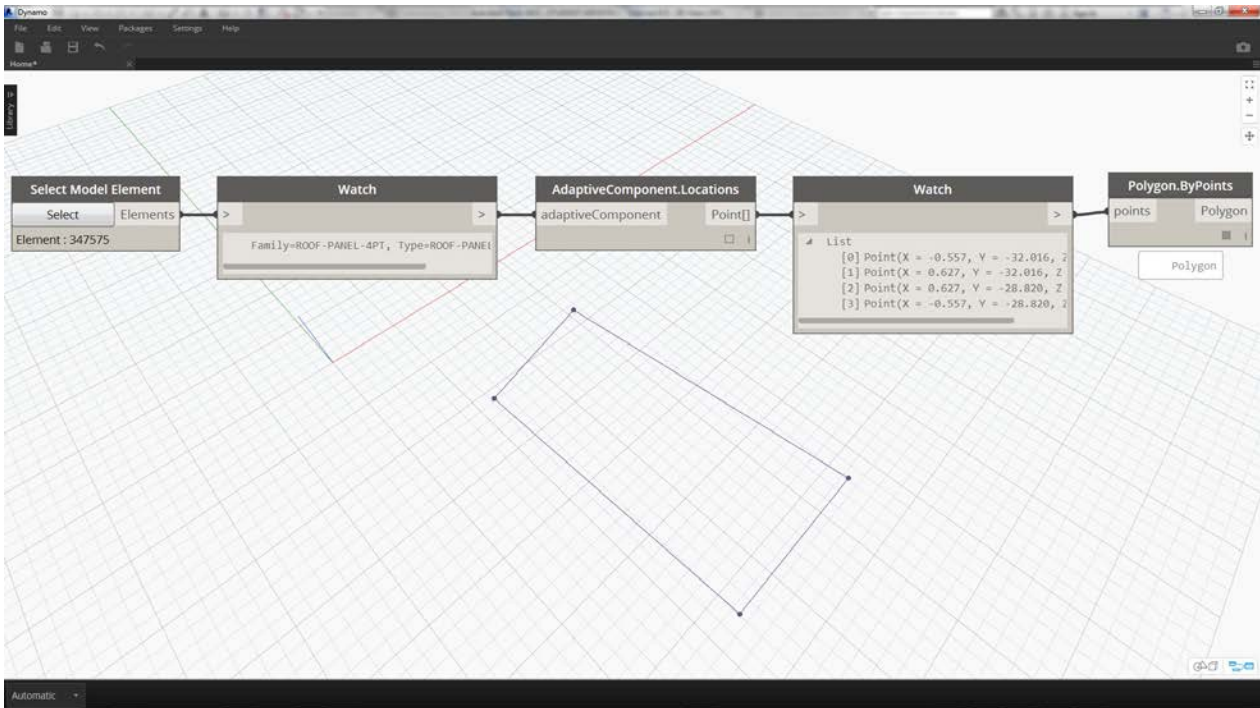 Dynamo
File Edit View Packages Settings Help
Home*
Library
Select Model Element
Select Elements
Element : 347575
Watch
> >
Family=ROOF-PANEL-4PT, Type=ROOF-PANEL
AdaptiveComponent.Locations
adaptiveComponent Point[]
Watch
> >
List
[0] Point(X = -0.557, Y = -32.016, Z
[1] Point(X = 0.627, Y = -32.016, Z
[2] Point(X = 0.627, Y = -28.820, Z
[3] Point(X = -0.557, Y = -28.820, Z
Polygon.ByPoints
points Polygon
Polygon
Automatic